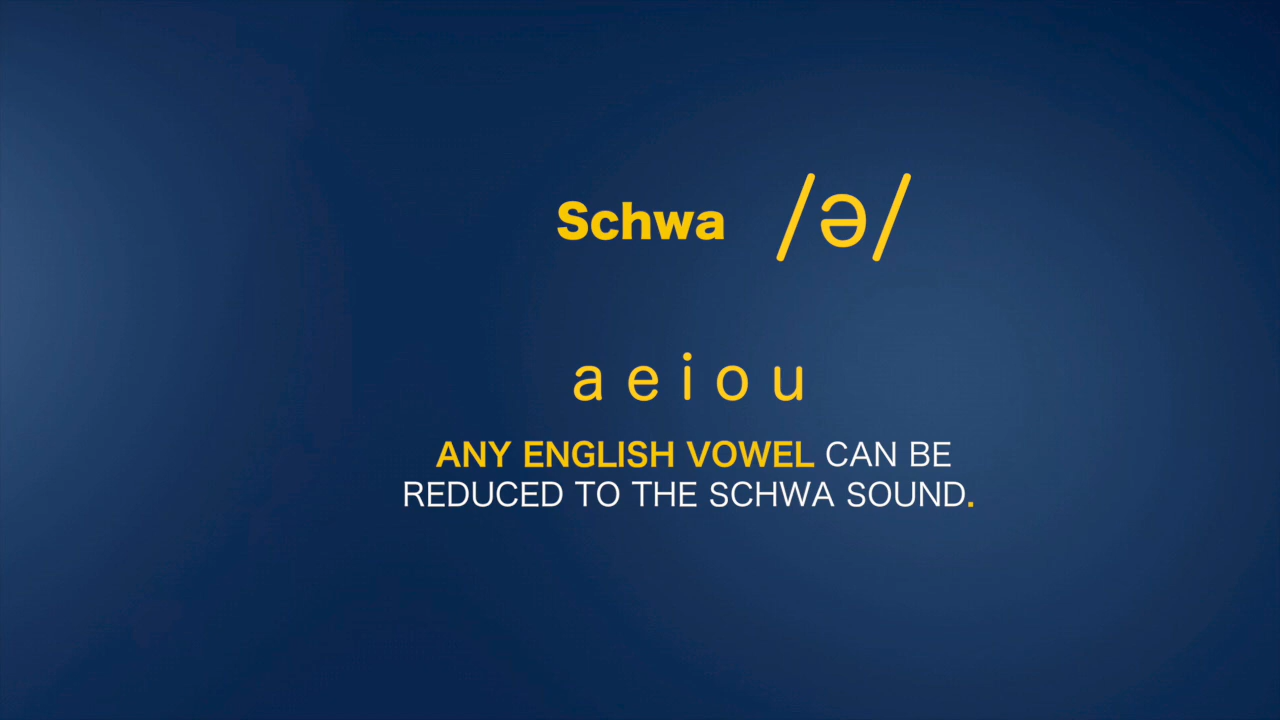 Schwa /ə/
a e i o u
ANY ENGLISH VOWEL CAN BE
REDUCED TO THE SCHWA SOUND.